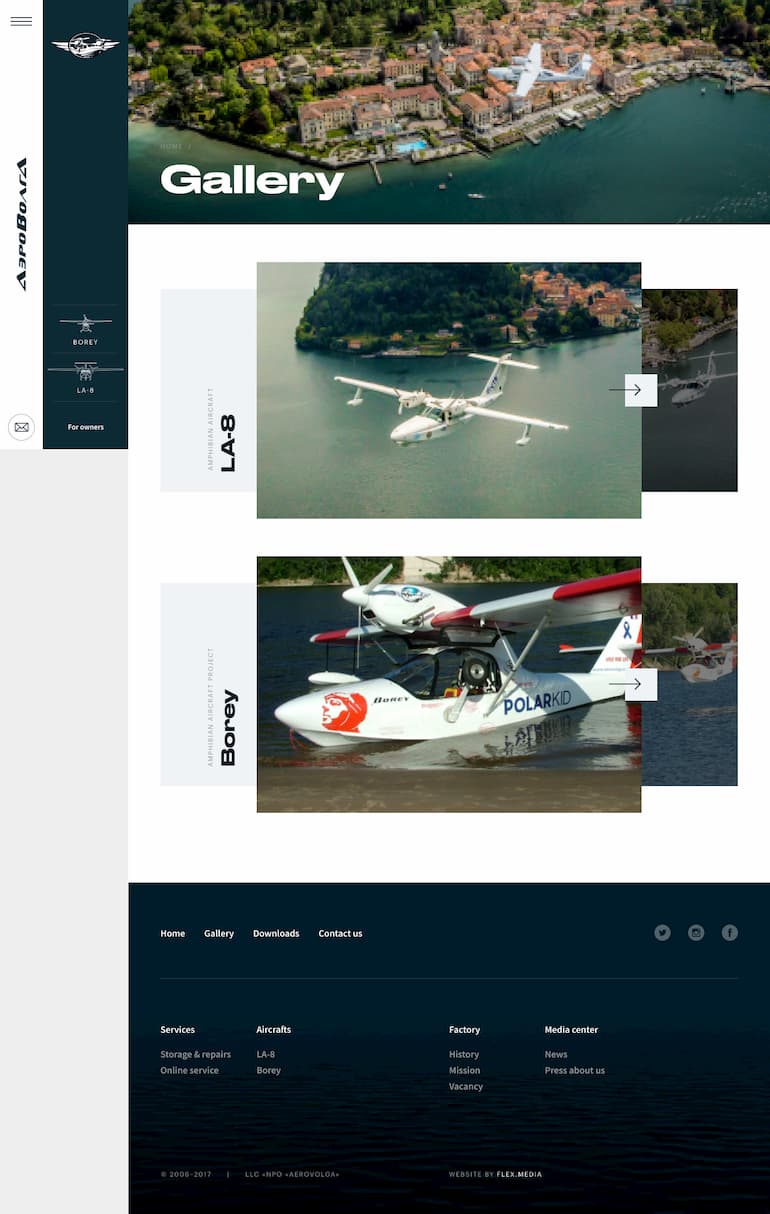 АэроВолга
BOREY
LA-8
For owners
HOME /
Gallery
AMPHIBIAN AIRCRAFT
LA-8
AMPHIBIAN AIRCRAFT PROJECT
Borey
BOREY
POLARKID
Home Gallery Downloads Contact us
Services Aircrafts Factory Media center
Storage & repairs LA-8 History News
Online service Borey Mission Press about us
Vacancy
© 2006-2017 | LLC «NPO «AEROVOLGA» WEBSITE BY FLEX.MEDIA